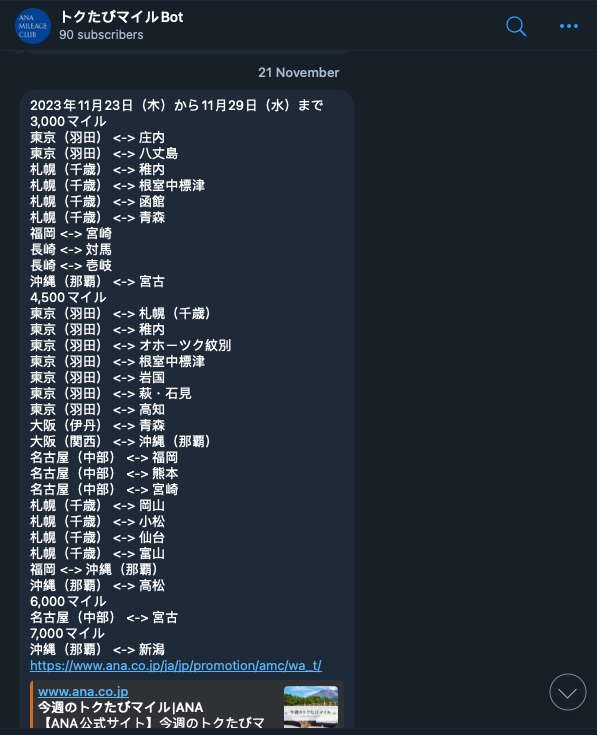 ANA
MILEAGE
CLUB
トクたびマイルBot
90 subscribers
21 November
2023年11月23日（木）から11月29日（水）まで
3,000マイル
東京（羽田） <-> 庄内
東京（羽田） <-> 八丈島
札幌（千歳） <-> 稚内
札幌（千歳） <-> 根室中標津
札幌（千歳） <-> 函館
札幌（千歳） <-> 青森
福岡 <-> 宮崎
長崎 <-> 対馬
長崎 <-> 壱岐
沖縄（那覇） <-> 宮古
4,500マイル
東京（羽田） <-> 札幌（千歳）
東京（羽田） <-> 稚内
東京（羽田） <-> オホーツク紋別
東京（羽田） <-> 根室中標津
東京（羽田） <-> 岩国
東京（羽田） <-> 萩・石見
東京（羽田） <-> 高知
大阪（伊丹） <-> 青森
大阪（関西） <-> 沖縄（那覇）
名古屋（中部） <-> 福岡
名古屋（中部） <-> 熊本
名古屋（中部） <-> 宮崎
札幌（千歳） <-> 岡山
札幌（千歳） <-> 小松
札幌（千歳） <-> 仙台
札幌（千歳） <-> 富山
福岡 <-> 沖縄（那覇）
沖縄（那覇） <-> 高松
6,000マイル
名古屋（中部） <-> 宮古
7,000マイル
沖縄（那覇） <-> 新潟
https://www.ana.co.jp/ja/jp/promotion/amc/wa_t/
www.ana.co.jp
今週のトクたびマイル|ANA
【ANA公式サイト】今週のトクたびマ
今週のトクたびマイル